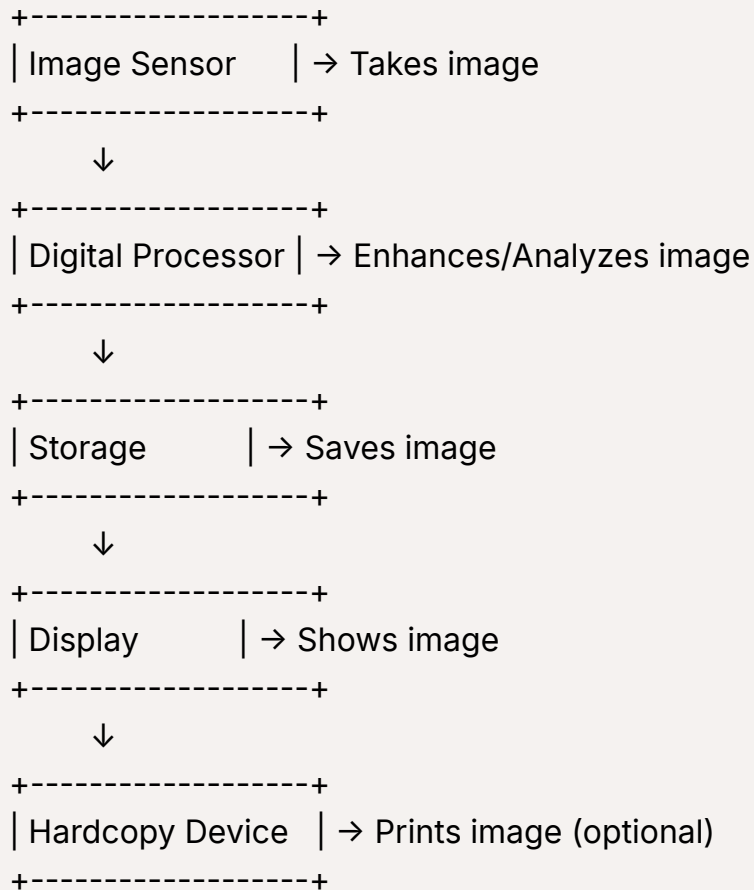 +-------------------+
| Image Sensor      | → Takes image
+-------------------+
↓
+-------------------+
| Digital Processor | → Enhances/Analyzes image
+-------------------+
↓
+-------------------+
| Storage           | → Saves image
+-------------------+
↓
+-------------------+
| Display           | → Shows image
+-------------------+
↓
+-------------------+
| Hardcopy Device   | → Prints image (optional)
+-------------------+